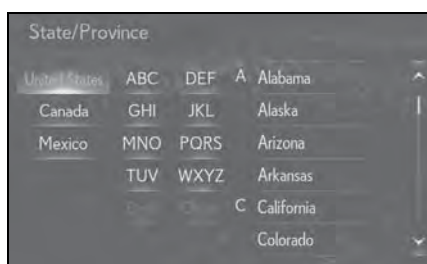 State/Province
United States ABC DEF A Alabama
Canada GHI JKL Alaska
Mexico MNO PQRS Arizona
TUV WXYZ Arkansas
C California
Colorado